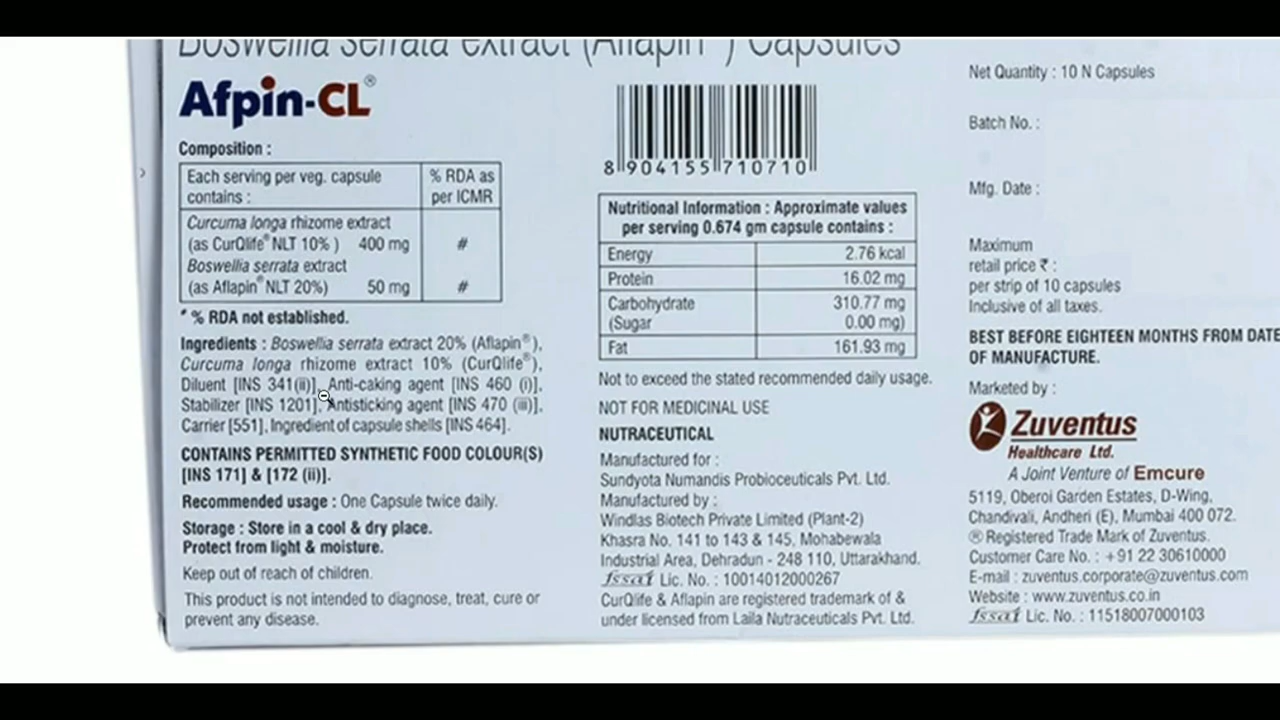 Boswellia serrata extract (Aflapin®) Capsules
Afpin-CL®
Composition :
Each serving per veg. capsule contains :
% RDA as per ICMR
Curcuma longa rhizome extract
(as CurQlife® NLT 10% ) 400 mg #
Boswellia serrata extract
(as Aflapin® NLT 20%) 50 mg #
* % RDA not established.
Ingredients : Boswellia serrata extract 20% (Aflapin®),
Curcuma longa rhizome extract 10% (CurQlife®),
Diluent [INS 341(ii)], Anti-caking agent [INS 460 (i)],
Stabilizer [INS 1201], Antisticking agent [INS 470 (iii)],
Carrier [551], Ingredient of capsule shells [INS 464].
CONTAINS PERMITTED SYNTHETIC FOOD COLOUR(S)
[INS 171] & [172 (ii)].
Recommended usage : One Capsule twice daily.
Storage : Store in a cool & dry place.
Protect from light & moisture.
Keep out of reach of children.
This product is not intended to diagnose, treat, cure or
prevent any disease.
8 904155 710710
Nutritional Information : Approximate values
per serving 0.674 gm capsule contains :
Energy 2.76 kcal
Protein 16.02 mg
Carbohydrate 310.77 mg
(Sugar 0.00 mg)
Fat 161.93 mg
Not to exceed the stated recommended daily usage.
NOT FOR MEDICINAL USE
NUTRACEUTICAL
Manufactured for :
Sundyota Numandis Probioceuticals Pvt. Ltd.
Manufactured by :
Windlas Biotech Private Limited (Plant-2)
Khasra No. 141 to 143 & 145, Mohabewala
Industrial Area, Dehradun - 248 110, Uttarakhand.
fssai Lic. No. : 10014012000267
CurQlife & Aflapin are registered trademark of &
under licensed from Laila Nutraceuticals Pvt. Ltd.
Net Quantity : 10 N Capsules
Batch No. :
Mfg. Date :
Maximum
retail price ₹ :
per strip of 10 capsules
Inclusive of all taxes.
BEST BEFORE EIGHTEEN MONTHS FROM DATE
OF MANUFACTURE.
Marketed by :
Zuventus
Healthcare Ltd.
A Joint Venture of Emcure
5119, Oberoi Garden Estates, D-Wing,
Chandivali, Andheri (E), Mumbai 400 072.
® Registered Trade Mark of Zuventus.
Customer Care No. : +91 22 30610000
E-mail : zuventus.corporate@zuventus.com
Website : www.zuventus.co.in
fssai Lic. No. : 11518007000103